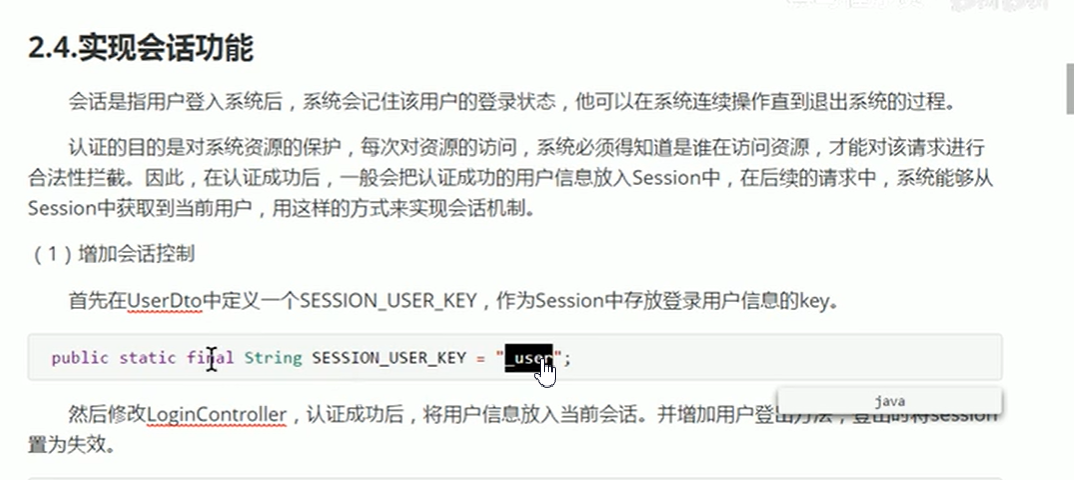 2.4.实现会话功能
会话是指用户登入系统后，系统会记住该用户的登录状态，他可以在系统连续操作直到退出系统的过程。
认证的目的是对系统资源的保护，每次对资源的访问，系统必须得知道是谁在访问资源，才能对该请求进行
合法性拦截。因此，在认证成功后，一般会把认证成功的用户信息放入Session中，在后续的请求中，系统能够从
Session中获取到当前用户，用这样的方式来实现会话机制。
（1）增加会话控制
首先在UserDto中定义一个SESSION_USER_KEY，作为Session中存放登录用户信息的key。
public static final String SESSION_USER_KEY = "_user";
java
然后修改LoginController，认证成功后，将用户信息放入当前会话。并增加用户登出方法，登出时将session
置为失效。